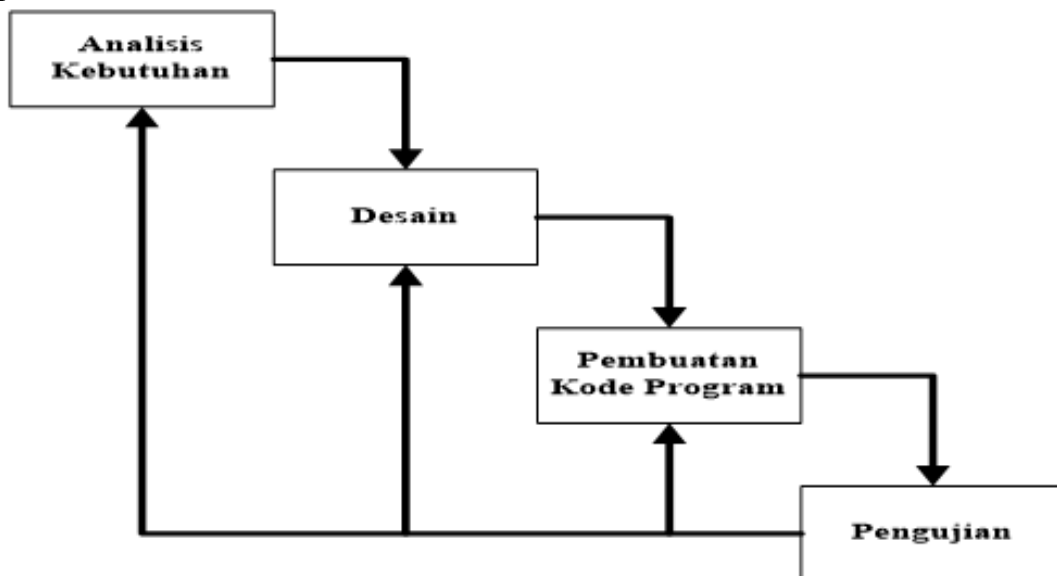 Analisis
Kebutuhan
Desain
Pembuatan
Kode Program
Pengujian